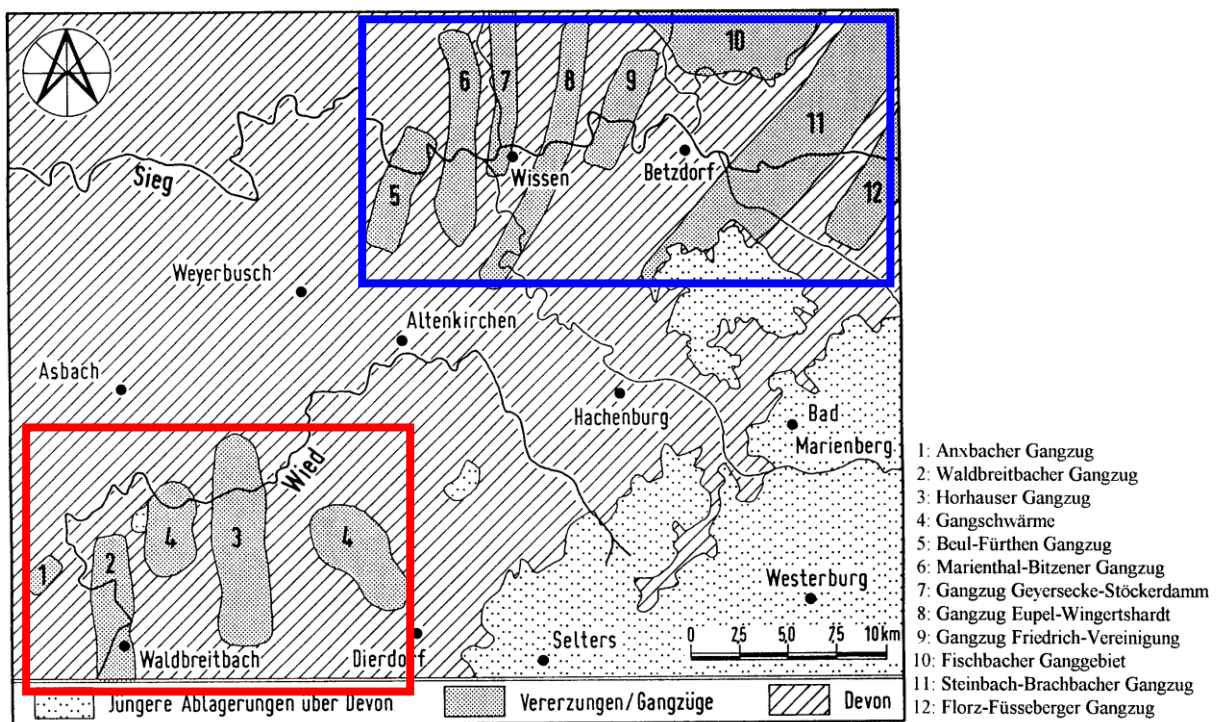 10
6
7
8
9
11
Sieg
Wissen
Betzdorf
5
12
Weyerbusch
Altenkirchen
Asbach
Hachenburg
Bad
Marienberg
Wied
4
3
4
2
1
Westerburg
Waldbreitbach
Dierdorf
Selters
0 2,5 5,0 7,5 10 km
Jüngere Ablagerungen über Devon
Vererzungen/Gangzüge
Devon
1: Anxbacher Gangzug
2: Waldbreitbacher Gangzug
3: Horhauser Gangzug
4: Gangschwärme
5: Beul-Fürthen Gangzug
6: Marienthal-Bitzener Gangzug
7: Gangzug Geyersecke-Stöckerdamm
8: Gangzug Eupel-Wingertshardt
9: Gangzug Friedrich-Vereinigung
10: Fischbacher Ganggebiet
11: Steinbach-Brachbacher Gangzug
12: Florz-Füsseberger Gangzug